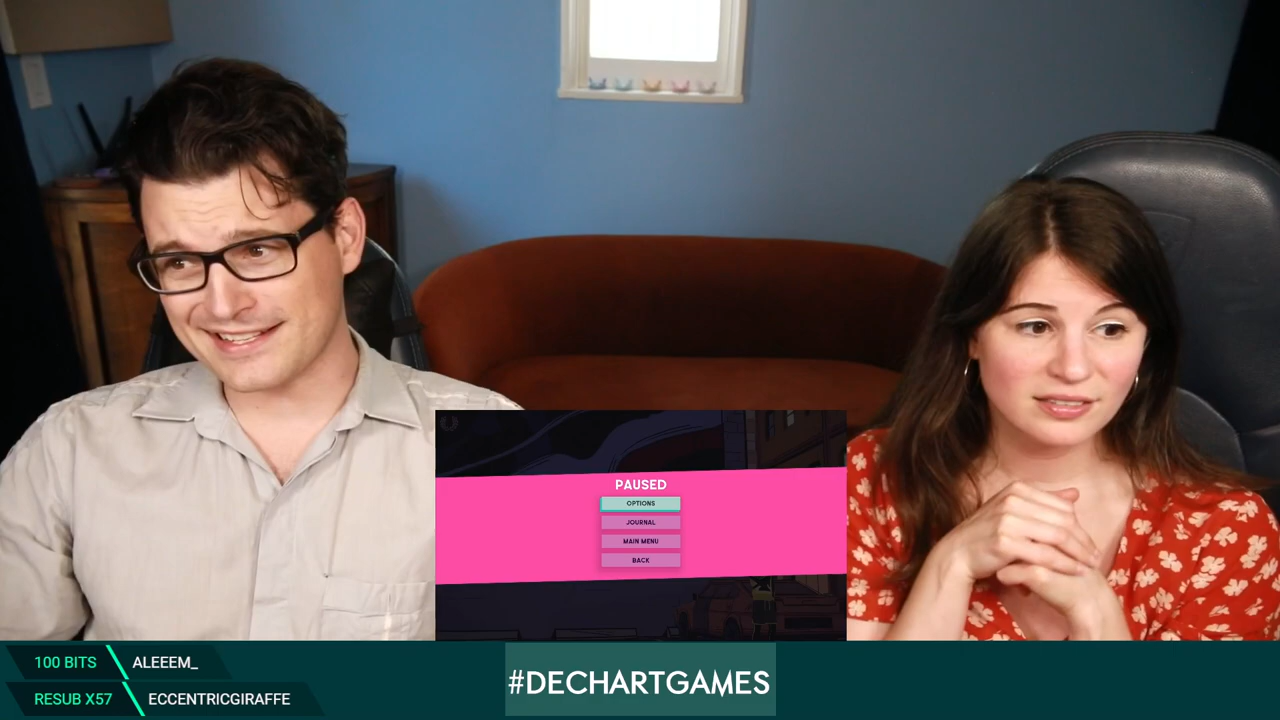 PAUSED
OPTIONS
JOURNAL
MAIN MENU
BACK
100 BITS ALEEEM_
RESUB X57 ECCENTRICGIRAFFE
#DECHARTGAMES